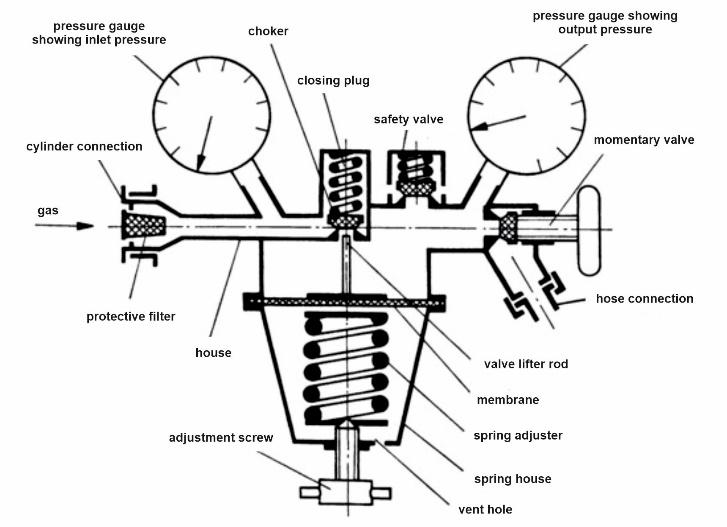 pressure gauge
showing inlet pressure
choker
pressure gauge showing
output pressure
closing plug
safety valve
momentary valve
cylinder connection
gas
protective filter
house
hose connection
valve lifter rod
membrane
spring adjuster
adjustment screw
spring house
vent hole